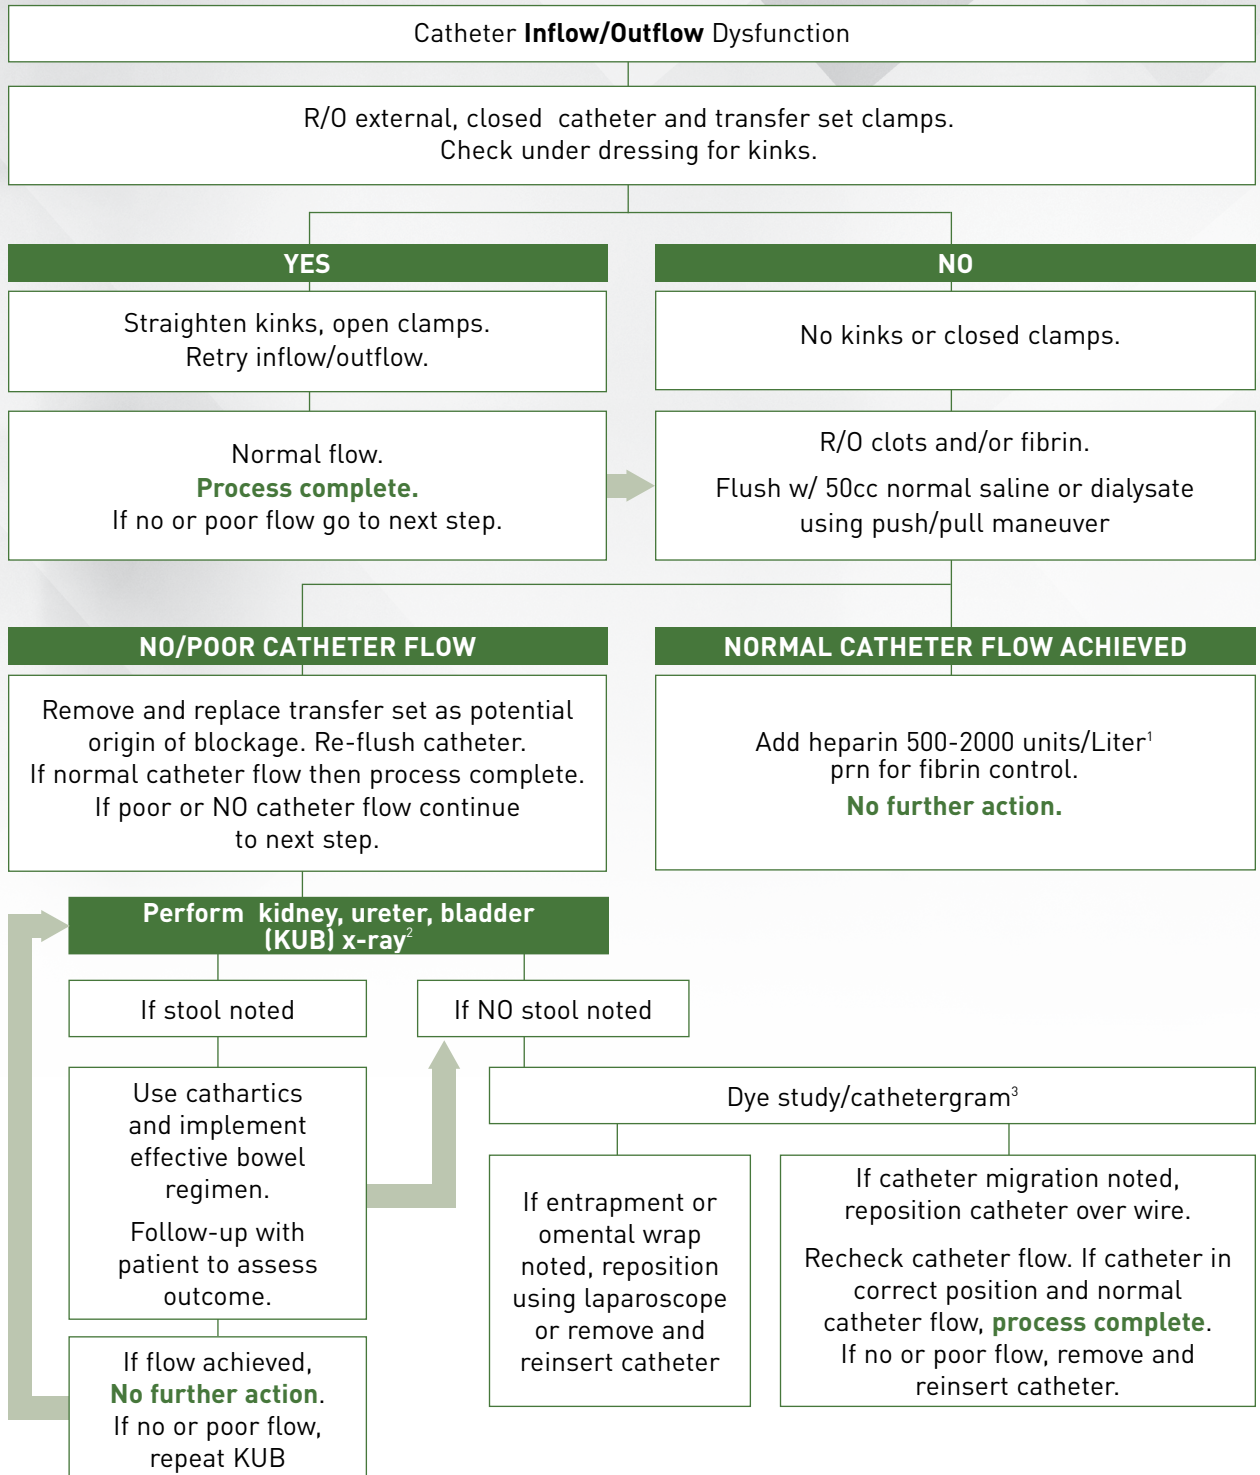 Catheter Inflow/Outflow Dysfunction
R/O external, closed catheter and transfer set clamps.
Check under dressing for kinks.
YES
Straighten kinks, open clamps.
Retry inflow/outflow.
Normal flow.
Process complete.
If no or poor flow go to next step.
NO
No kinks or closed clamps.
R/O clots and/or fibrin.
Flush w/ 50cc normal saline or dialysate
using push/pull maneuver
NO/POOR CATHETER FLOW
Remove and replace transfer set as potential
origin of blockage. Re-flush catheter.
If normal catheter flow then process complete.
If poor or NO catheter flow continue
to next step.
NORMAL CATHETER FLOW ACHIEVED
Add heparin 500-2000 units/Liter¹
prn for fibrin control.
No further action.
Perform kidney, ureter, bladder
(KUB) x-ray²
If stool noted
Use cathartics
and implement
effective bowel
regimen.
Follow-up with
patient to assess
outcome.
If flow achieved,
No further action.
If no or poor flow,
repeat KUB
If NO stool noted
Dye study/cathetergram³
If entrapment or
omental wrap
noted, reposition
using laparoscope
or remove and
reinsert catheter
If catheter migration noted,
reposition catheter over wire.
Recheck catheter flow. If catheter in
correct position and normal
catheter flow, process complete.
If no or poor flow, remove and
reinsert catheter.